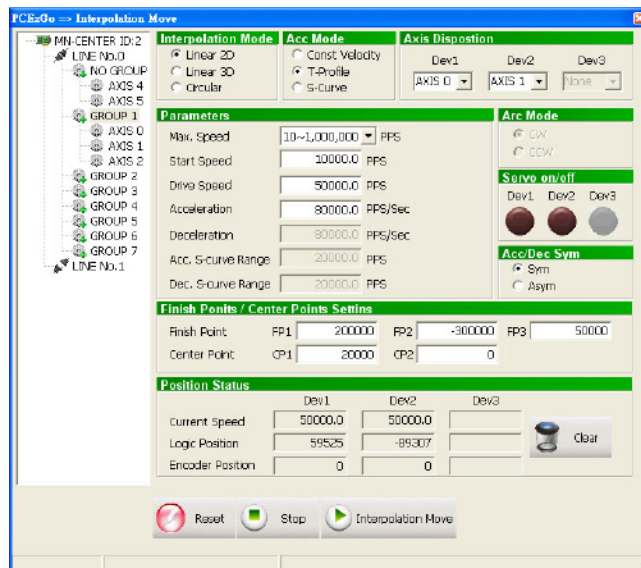 PCEzGo => Interpolation Move
MN-CENTER ID:2
LINE No.0
NO GROUP
AXIS 4
AXIS 5
GROUP 1
AXIS 0
AXIS 1
AXIS 2
GROUP 2
GROUP 3
GROUP 4
GROUP 5
GROUP 6
GROUP 7
LINE No.1
Interpolation Mode
Linear 2D
Linear 3D
Circular
Acc Mode
Const Velocity
T-Profile
S-Curve
Axis Dispostion
Dev1 Dev2 Dev3
AXIS 0 AXIS 1 None
Parameters
Max. Speed 10~1,000,000 PPS
Start Speed 10000.0 PPS
Drive Speed 50000.0 PPS
Acceleration 80000.0 PPS/Sec
Deceleration 80000.0 PPS/Sec
Acc. S-curve Range 20000.0 PPS
Dec. S-curve Range 20000.0 PPS
Arc Mode
CW
CCW
Servo on/off
Dev1 Dev2 Dev3
Acc/Dec Sym
Sym
Asym
Finish Ponits / Center Points Settins
Finish Point FP1 200000 FP2 -300000 FP3 50000
Center Point CP1 20000 CP2 0
Position Status
Dev1 Dev2 Dev3
Current Speed 50000.0 50000.0
Logic Position 59525 -89307
Encoder Position 0 0
Clear
Reset Stop Interpolation Move